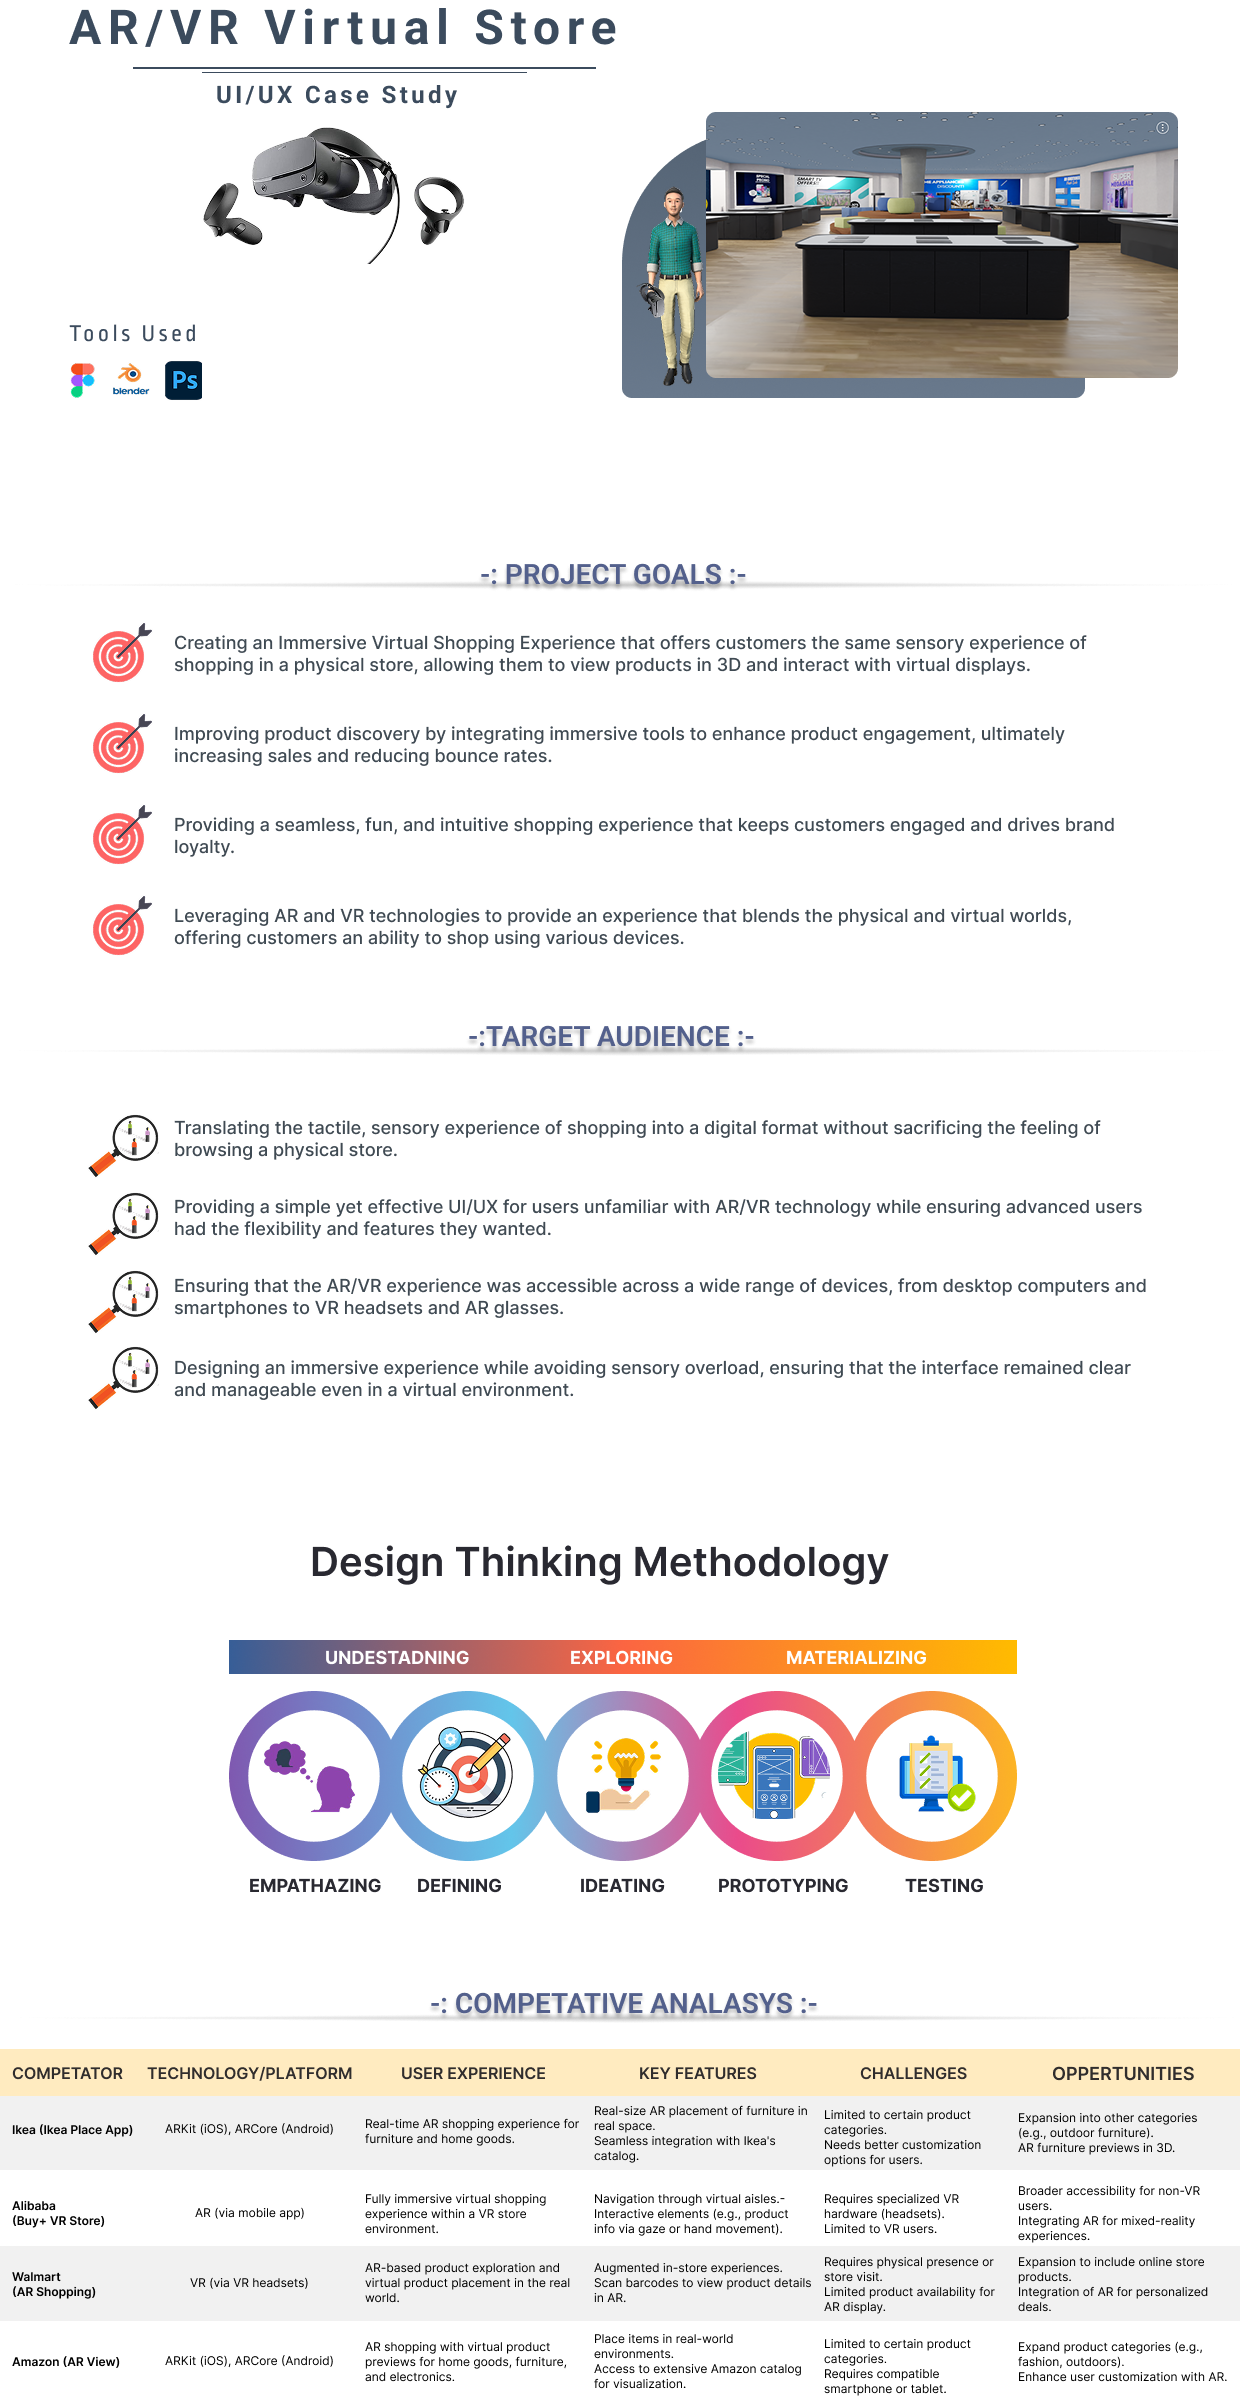 AR/VR Virtual Store
UI/UX Case Study
SPECIAL
PROMO
SMART TV
OFFERS!
DISCOUNT!
SUPER
MEGASALE
Tools Used
blender
Ps
-: PROJECT GOALS :-
Creating an Immersive Virtual Shopping Experience that offers customers the same sensory experience of
shopping in a physical store, allowing them to view products in 3D and interact with virtual displays.
Improving product discovery by integrating immersive tools to enhance product engagement, ultimately
increasing sales and reducing bounce rates.
Providing a seamless, fun, and intuitive shopping experience that keeps customers engaged and drives brand
loyalty.
Leveraging AR and VR technologies to provide an experience that blends the physical and virtual worlds,
offering customers an ability to shop using various devices.
-:TARGET AUDIENCE :-
Translating the tactile, sensory experience of shopping into a digital format without sacrificing the feeling of
browsing a physical store.
Providing a simple yet effective UI/UX for users unfamiliar with AR/VR technology while ensuring advanced users
had the flexibility and features they wanted.
Ensuring that the AR/VR experience was accessible across a wide range of devices, from desktop computers and
smartphones to VR headsets and AR glasses.
Designing an immersive experience while avoiding sensory overload, ensuring that the interface remained clear
and manageable even in a virtual environment.
Design Thinking Methodology
UNDESTADNING EXPLORING MATERIALIZING
EMPATHAZING DEFINING IDEATING PROTOTYPING TESTING
-: COMPETATIVE ANALASYS :-
COMPETATOR TECHNOLOGY/PLATFORM USER EXPERIENCE KEY FEATURES CHALLENGES OPPERTUNITIES
Ikea (Ikea Place App)
ARKit (iOS), ARCore (Android)
Real-time AR shopping experience for
furniture and home goods.
Real-size AR placement of furniture in
real space.
Seamless integration with Ikea's
catalog.
Limited to certain product
categories.
Needs better customization
options for users.
Expansion into other categories
(e.g., outdoor furniture).
AR furniture previews in 3D.
Alibaba
(Buy+ VR Store)
AR (via mobile app)
Fully immersive virtual shopping
experience within a VR store
environment.
Navigation through virtual aisles.-
Interactive elements (e.g., product
info via gaze or hand movement).
Requires specialized VR
hardware (headsets).
Limited to VR users.
Broader accessibility for non-VR
users.
Integrating AR for mixed-reality
experiences.
Walmart
(AR Shopping)
VR (via VR headsets)
AR-based product exploration and
virtual product placement in the real
world.
Augmented in-store experiences.
Scan barcodes to view product details
in AR.
Requires physical presence or
store visit.
Limited product availability for
AR display.
Expansion to include online store
products.
Integration of AR for personalized
deals.
Amazon (AR View)
ARKit (iOS), ARCore (Android)
AR shopping with virtual product
previews for home goods, furniture,
and electronics.
Place items in real-world
environments.
Access to extensive Amazon catalog
for visualization.
Limited to certain product
categories.
Requires compatible
smartphone or tablet.
Expand product categories (e.g.,
fashion, outdoors).
Enhance user customization with AR.